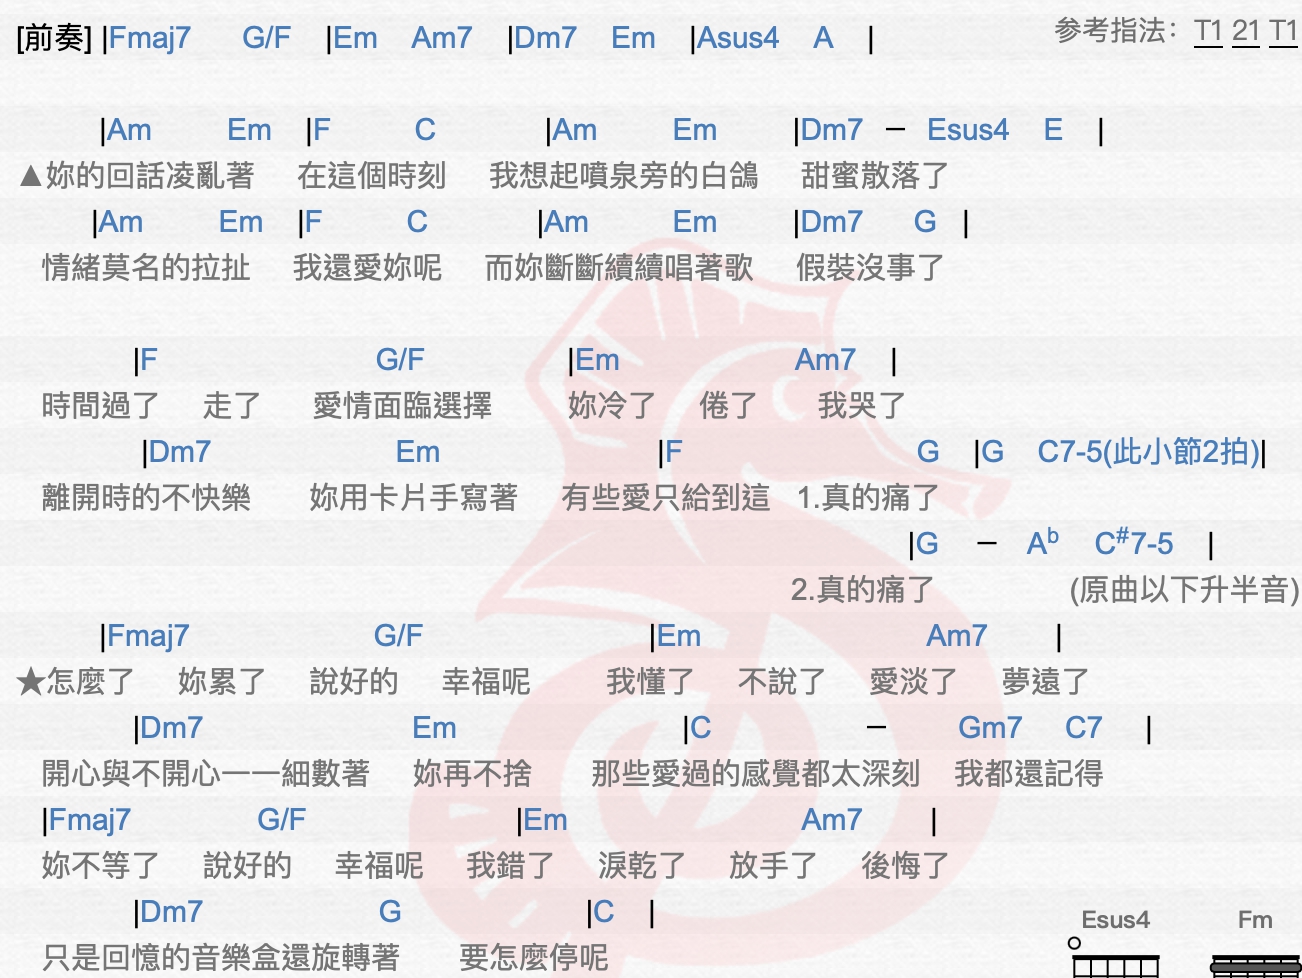 [前奏] |Fmaj7 G/F |Em Am7 |Dm7 Em |Asus4 A | 参考指法：T1 21 T1
|Am Em |F C |Am Em |Dm7 – Esus4 E |
▲妳的回話凌亂著 在這個時刻 我想起噴泉旁的白鴿 甜蜜散落了
|Am Em |F C |Am Em |Dm7 G |
情緒莫名的拉扯 我還愛妳呢 而妳斷斷續續唱著歌 假裝沒事了
|F G/F |Em Am7 |
時間過了 走了 愛情面臨選擇 妳冷了 倦了 我哭了
|Dm7 Em |F G |G C7-5(此小節2拍)|
離開時的不快樂 妳用卡片手寫著 有些愛只給到這 1.真的痛了
|G – Ab C#7-5 |
2.真的痛了 (原曲以下升半音)
|Fmaj7 G/F |Em Am7 |
★怎麼了 妳累了 說好的 幸福呢 我懂了 不說了 愛淡了 夢遠了
|Dm7 Em |C – Gm7 C7 |
開心與不開心一一細數著 妳再不捨 那些愛過的感覺都太深刻 我都還記得
|Fmaj7 G/F |Em Am7 |
妳不等了 說好的 幸福呢 我錯了 淚乾了 放手了 後悔了
|Dm7 G |C |
只是回憶的音樂盒還旋轉著 要怎麼停呢
Esus4 Fm